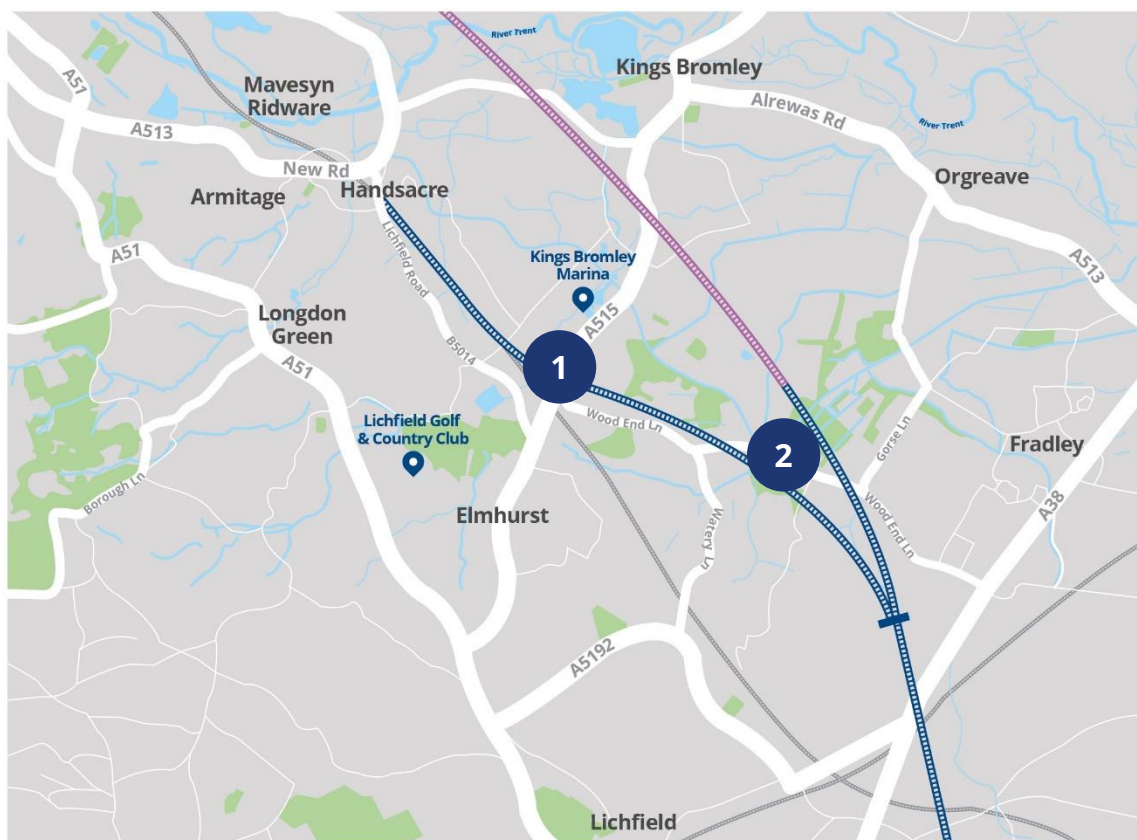 River Trent
A51
Mavesyn
Ridware
Kings Bromley
A513
Alrewas Rd
River Trent
New Rd
Armitage
Handsacre
Orgreave
Lichfield Road
A51
Kings Bromley
Marina
A513
Longdon
Green
A515
B5014
A51
1
Lichfield Golf
& Country Club
Wood End Ln
Gorse Ln
2
Fradley
Borough Ln
Elmhurst
Watery Ln
Wood End Ln
A38
A5192
Lichfield